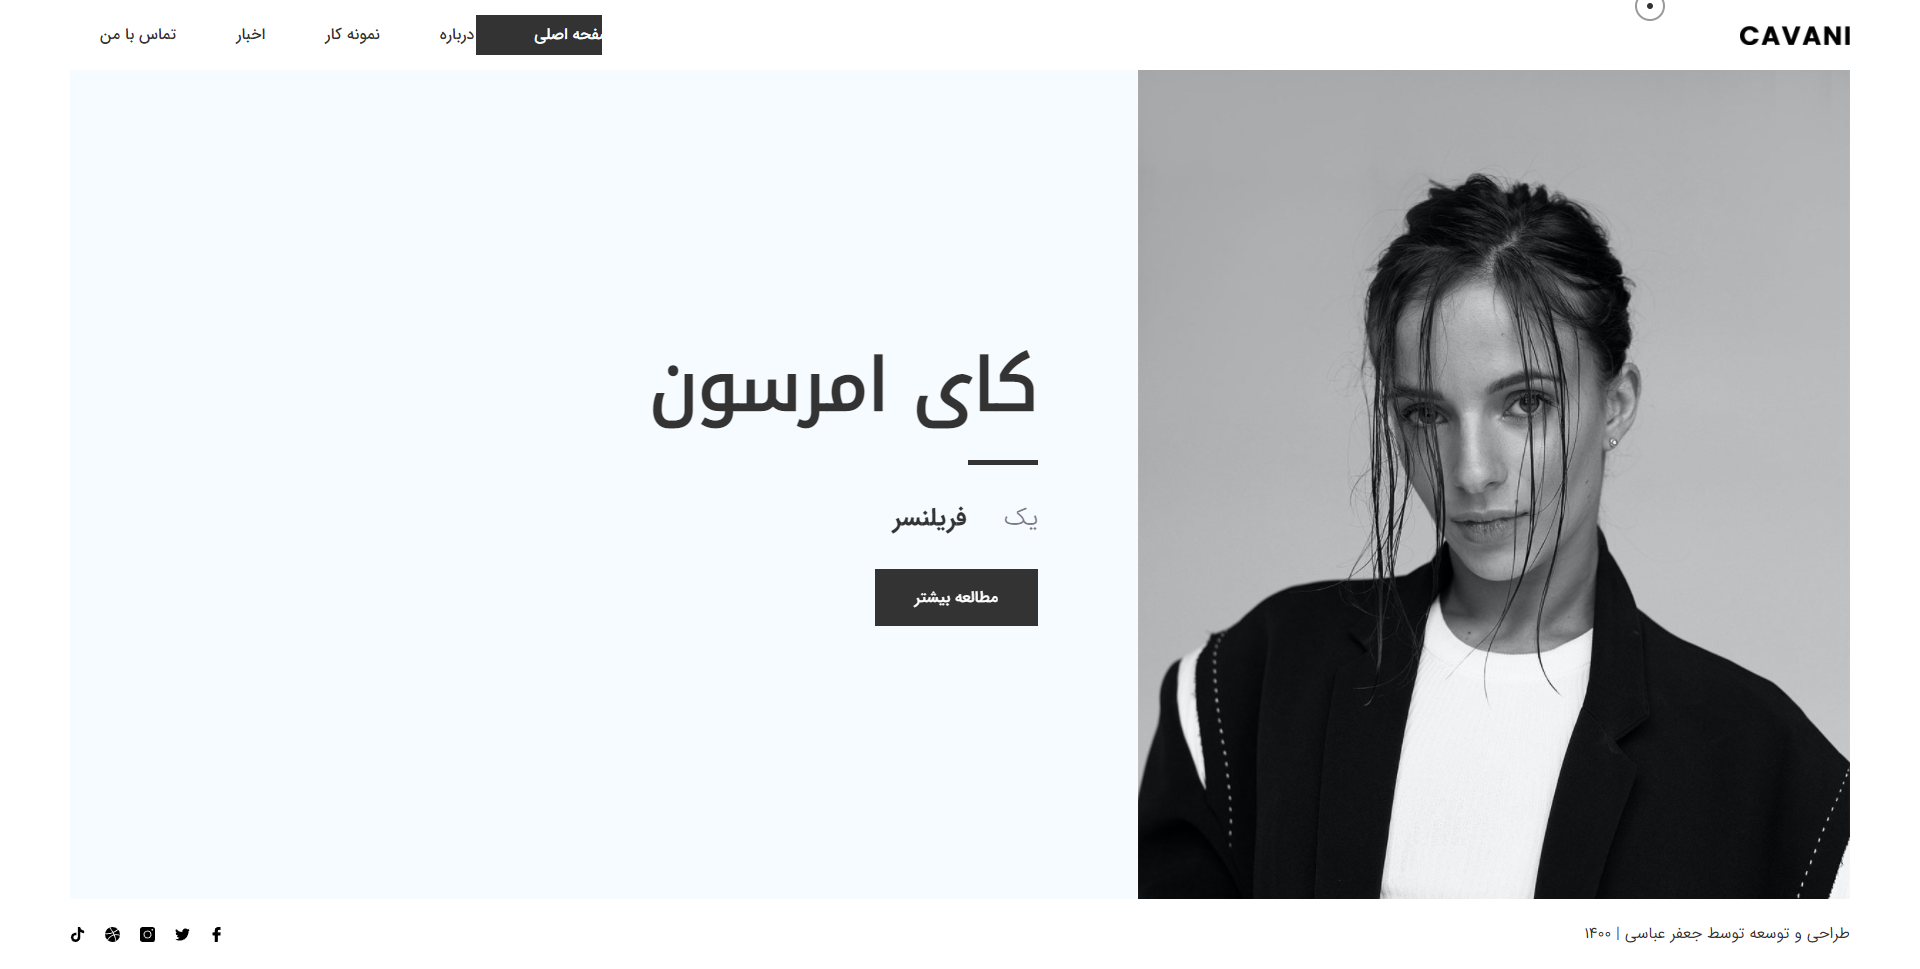 CAVANI
صفحه اصلی
درباره
نمونه کار
اخبار
تماس با من
کای امرسون
یک فریلنسر
مطالعه بیشتر
طراحی و توسعه توسط جعفر عباسی | ۱۴۰۰